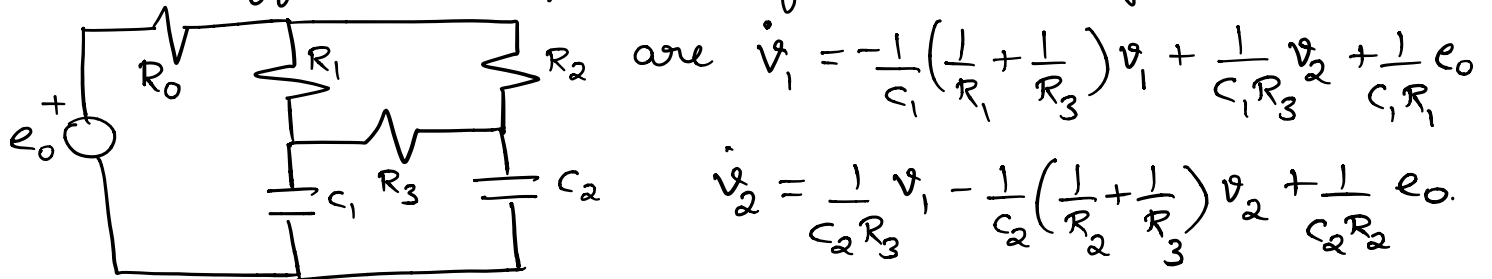 R₀
R₁
R₂
R₃
C₁
C₂
+
e₀
are v̇₁ = -1/C₁ (1/R₁ + 1/R₃) v₁ + 1/(C₁R₃) v₂ + 1/(C₁R₁) e₀
v̇₂ = 1/(C₂R₃) v₁ - 1/C₂ (1/R₂ + 1/R₃) v₂ + 1/(C₂R₂) e₀.